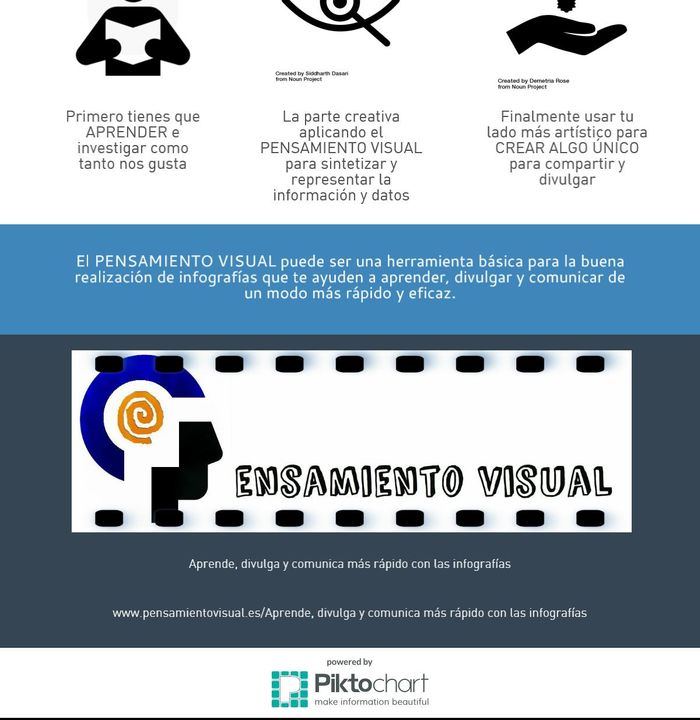 Created by Siddharth Dasari
from Noun Project
Created by Demetria Rose
from Noun Project
Primero tienes que
APRENDER e
investigar como
tanto nos gusta
La parte creativa
aplicando el
PENSAMIENTO VISUAL
para sintetizar y
representar la
información y datos
Finalmente usar tu
lado más artístico para
CREAR ALGO ÚNICO
para compartir y
divulgar
El PENSAMIENTO VISUAL puede ser una herramienta básica para la buena
realización de infografías que te ayuden a aprender, divulgar y comunicar de
un modo más rápido y eficaz.
PENSAMIENTO VISUAL
Aprende, divulga y comunica más rápido con las infografías
www.pensamientovisual.es/Aprende, divulga y comunica más rápido con las infografías
powered by
Piktochart
make information beautiful